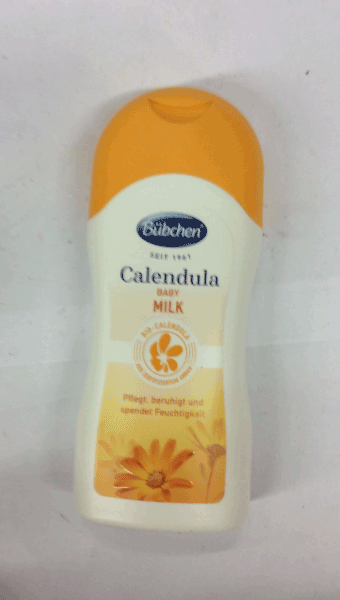 Bübchen
SEIT 1961
Calendula
BABY
MILK
BIO-CALENDULA
Pflegt, beruhigt und
spendet Feuchtigkeit